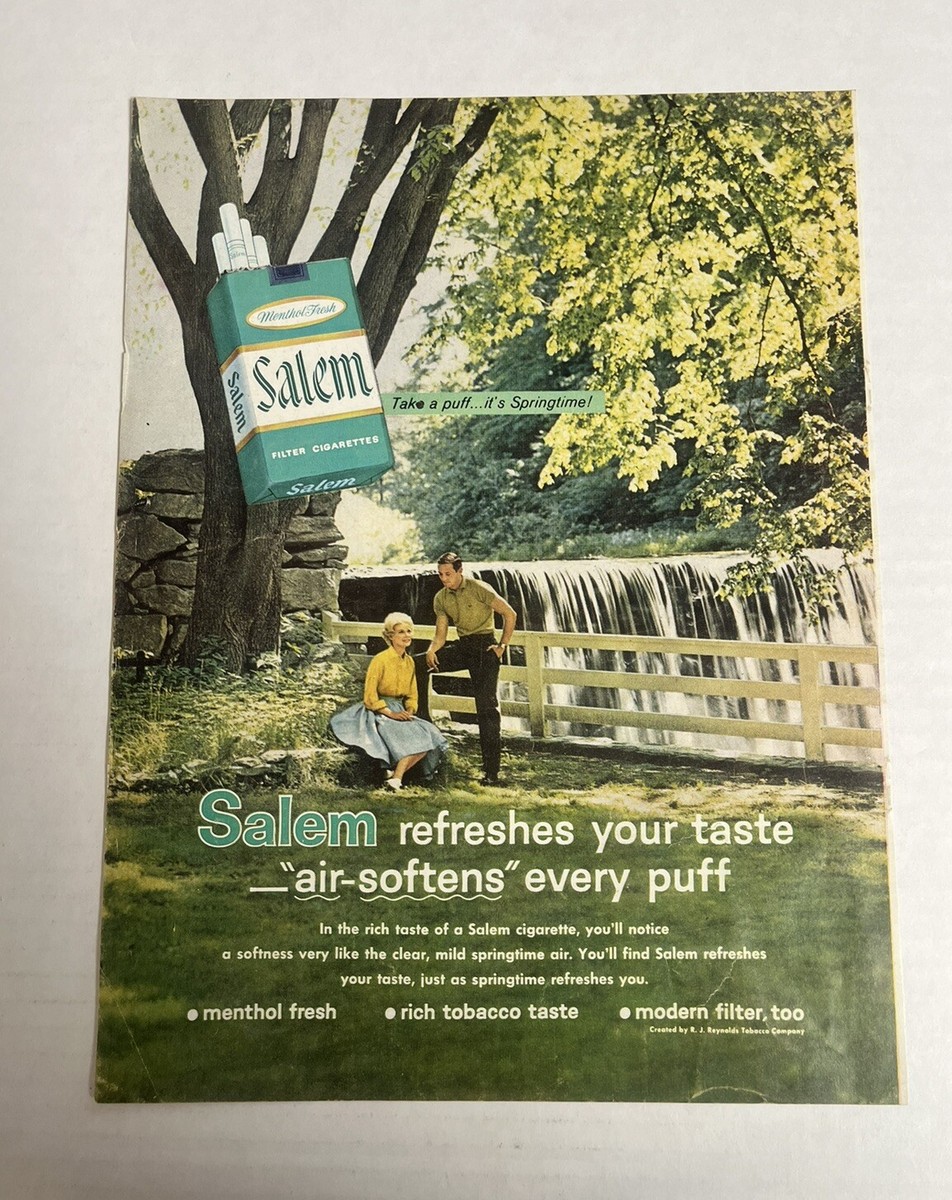 Menthol Fresh
Salem
Salem
FILTER CIGARETTES
Salem
Take a puff...it's Springtime!
Salem refreshes your taste
—"air-softens" every puff
In the rich taste of a Salem cigarette, you'll notice
a softness very like the clear, mild springtime air. You'll find Salem refreshes
your taste, just as springtime refreshes you.
• menthol fresh • rich tobacco taste • modern filter, too
Created by R. J. Reynolds Tobacco Company